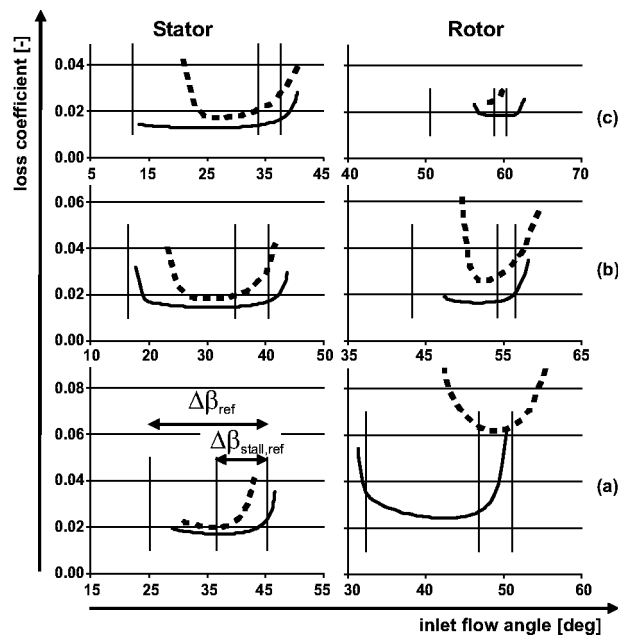 Stator Rotor
loss coefficient [-]
0.04
0.02
0.00
5 15 25 35 45
40 50 60 70
(c)
0.06
0.04
0.02
0.00
10 20 30 40 50
35 45 55 65
(b)
0.08
0.06
0.04
0.02
0.00
Δβref
Δβstall,ref
15 25 35 45 55
30 40 50 60
(a)
inlet flow angle [deg]